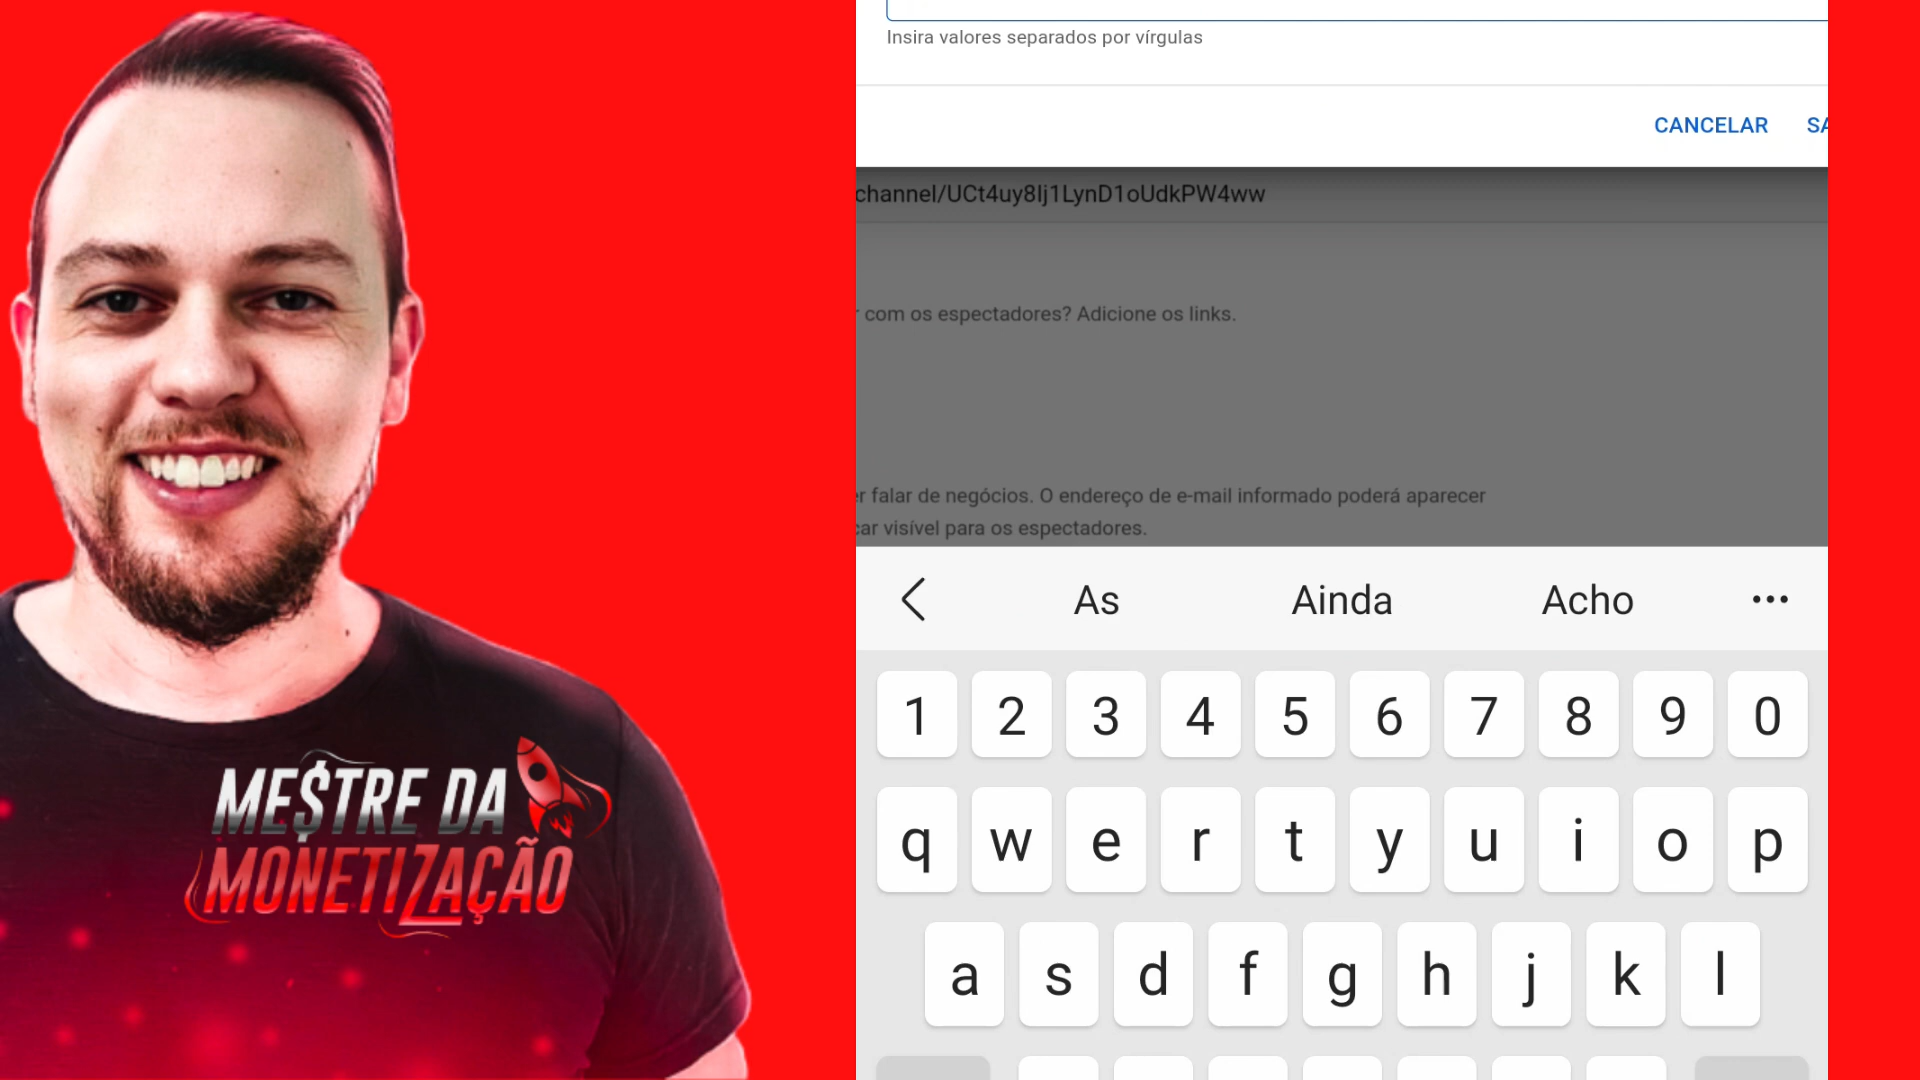 ME$TRE DA
MONETIZAÇÃO
Insira valores separados por vírgulas
CANCELAR SA
channel/UCt4uy8Ij1LynD1oUdkPW4ww
com os espectadores? Adicione os links.
er falar de negócios. O endereço de e-mail informado poderá aparecer
car visível para os espectadores.
As Ainda Acho
1 2 3 4 5 6 7 8 9 0
q w e r t y u i o p
a s d f g h j k l